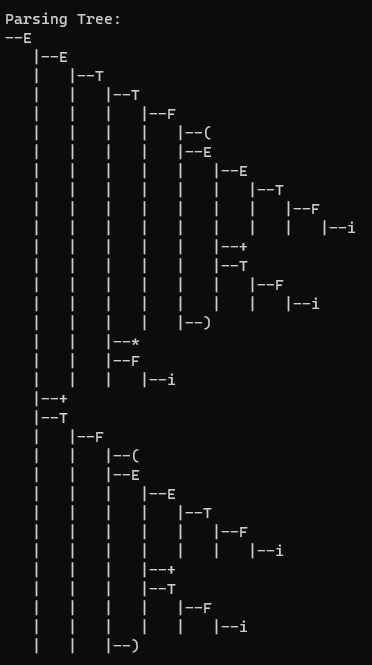 Parsing Tree:
--E
   |--E
   |   |--T
   |   |   |--T
   |   |   |   |--F
   |   |   |   |   |--(
   |   |   |   |   |--E
   |   |   |   |   |   |--E
   |   |   |   |   |   |   |--T
   |   |   |   |   |   |   |   |--F
   |   |   |   |   |   |   |   |   |--i
   |   |   |   |   |   |--+
   |   |   |   |   |   |--T
   |   |   |   |   |   |   |--F
   |   |   |   |   |   |   |   |--i
   |   |   |   |   |--)
   |   |   |--*
   |   |   |--F
   |   |   |   |--i
   |--+
   |--T
   |   |--F
   |   |   |--(
   |   |   |--E
   |   |   |   |--E
   |   |   |   |   |--T
   |   |   |   |   |   |--F
   |   |   |   |   |   |   |--i
   |   |   |   |--+
   |   |   |   |--T
   |   |   |   |   |--F
   |   |   |   |   |   |--i
   |   |   |--)